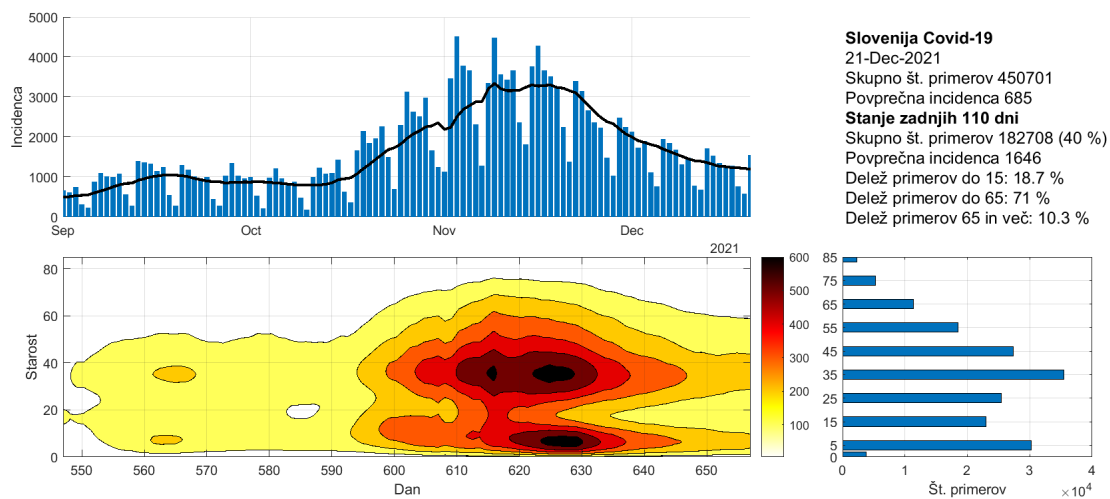 5000
4000
3000
2000
1000
0
Incidenca
Sep
Oct
Nov
Dec
2021
Slovenija Covid-19
21-Dec-2021
Skupno št. primerov 450701
Povprečna incidenca 685
Stanje zadnjih 110 dni
Skupno št. primerov 182708 (40 %)
Povprečna incidenca 1646
Delež primerov do 15: 18.7 %
Delež primerov do 65: 71 %
Delež primerov 65 in več: 10.3 %
80
60
40
20
0
Starost
550
560
570
580
590
600
610
620
630
640
650
Dan
600
500
400
300
200
100
85
75
65
55
45
35
25
15
5
0
0
1
2
3
4
Št. primerov
×10⁴